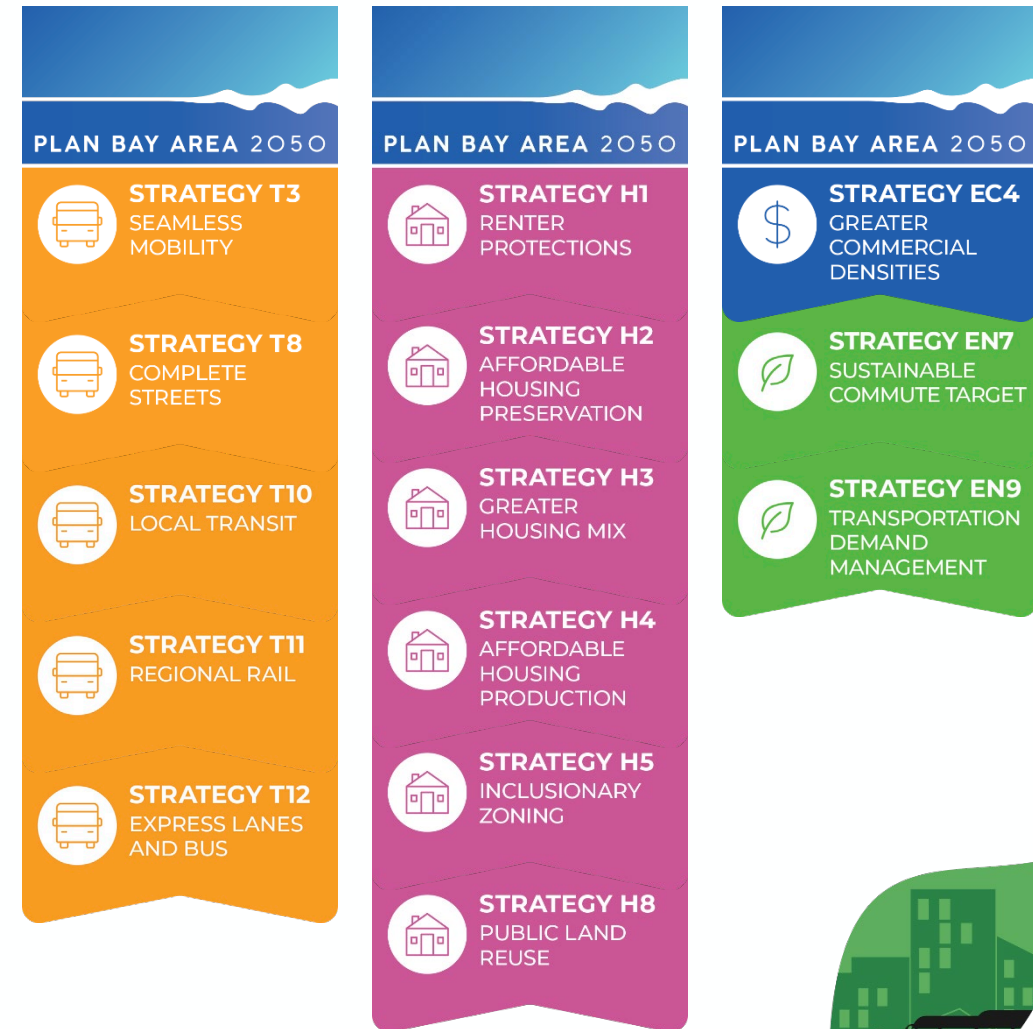 PLAN BAY AREA 2050
STRATEGY T3
SEAMLESS
MOBILITY
STRATEGY T8
COMPLETE
STREETS
STRATEGY T10
LOCAL TRANSIT
STRATEGY T11
REGIONAL RAIL
STRATEGY T12
EXPRESS LANES
AND BUS
PLAN BAY AREA 2050
STRATEGY H1
RENTER
PROTECTIONS
STRATEGY H2
AFFORDABLE
HOUSING
PRESERVATION
STRATEGY H3
GREATER
HOUSING MIX
STRATEGY H4
AFFORDABLE
HOUSING
PRODUCTION
STRATEGY H5
INCLUSIONARY
ZONING
STRATEGY H8
PUBLIC LAND
REUSE
PLAN BAY AREA 2050
$
STRATEGY EC4
GREATER
COMMERCIAL
DENSITIES
STRATEGY EN7
SUSTAINABLE
COMMUTE TARGET
STRATEGY EN9
TRANSPORTATION
DEMAND
MANAGEMENT